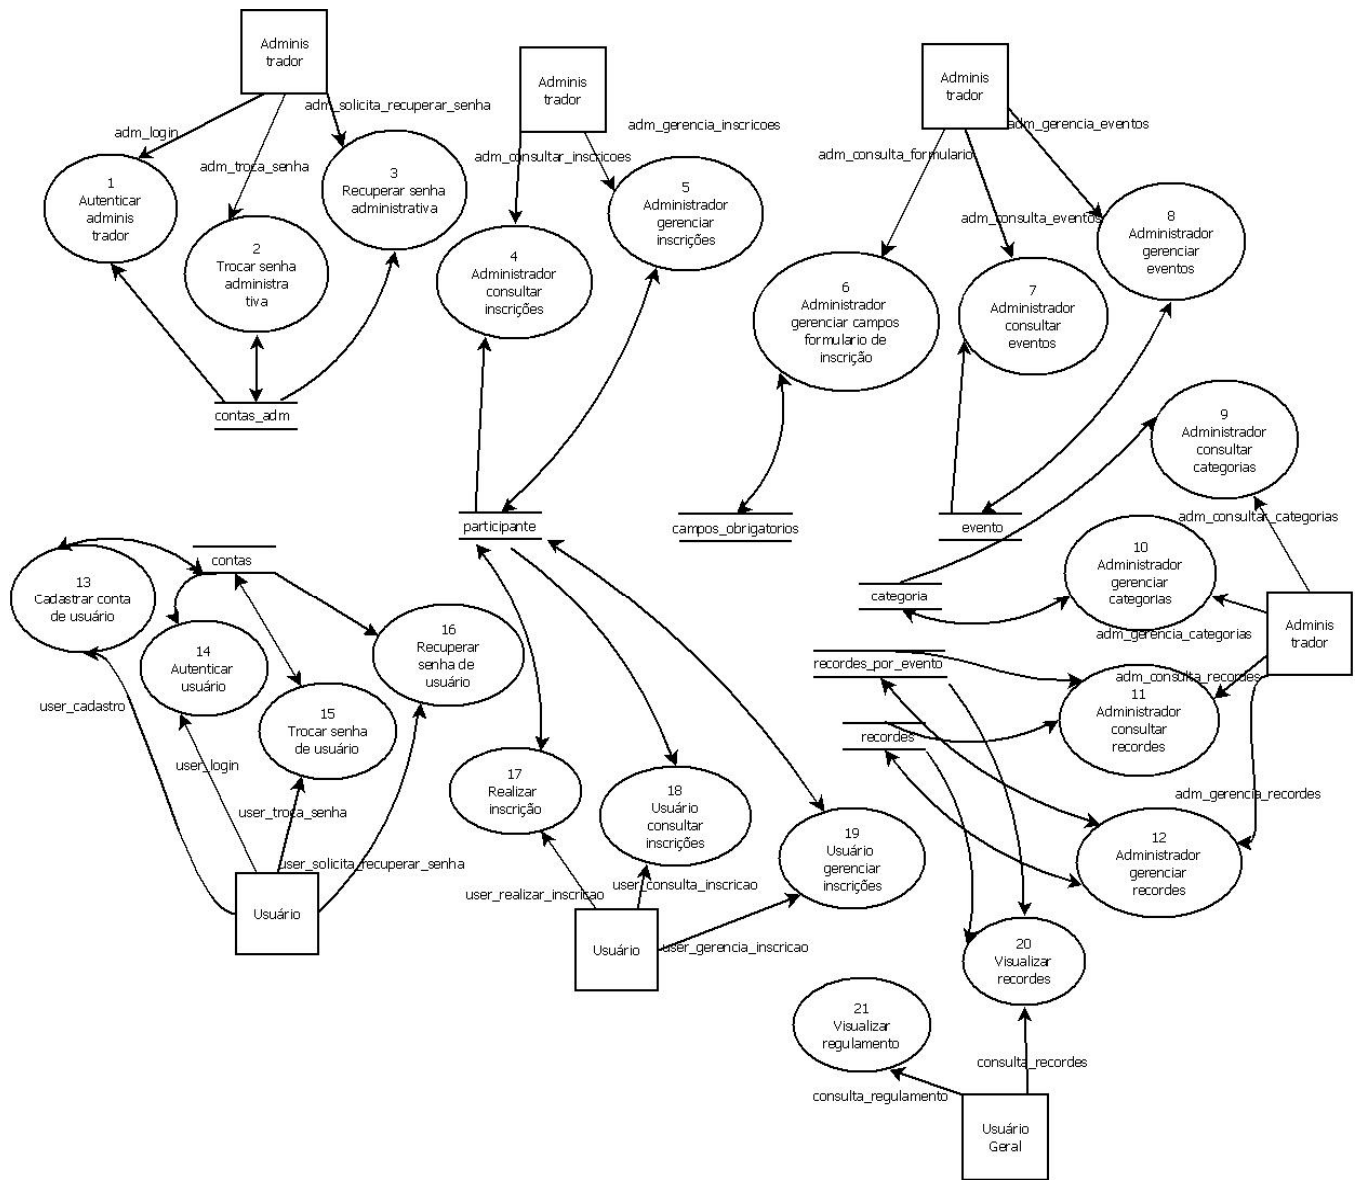 Adminis
trador
adm_solicita_recuperar_senha
adm_login
adm_troca_senha
1
Autenticar
adminis
trador
2
Trocar senha
administra
tiva
3
Recuperar senha
administrativa
contas_adm
Adminis
trador
adm_gerencia_inscricoes
adm_consultar_inscricoes
4
Administrador
consultar
inscrições
5
Administrador
gerenciar
inscrições
participante
Adminis
trador
adm_gerencia_eventos
adm_consulta_formulario
adm_consulta_eventos
6
Administrador
gerenciar campos
formulario de
inscrição
7
Administrador
consultar
eventos
8
Administrador
gerenciar
eventos
campos_obrigatorios
evento
9
Administrador
consultar
categorias
adm_consultar_categorias
10
Administrador
gerenciar
categorias
categoria
adm_gerencia_categorias
Adminis
trador
recordes_por_evento
adm_consulta_recordes
11
Administrador
consultar
recordes
recordes
adm_gerencia_recordes
12
Administrador
gerenciar
recordes
contas
13
Cadastrar conta
de usuário
14
Autenticar
usuário
15
Trocar senha
de usuário
16
Recuperar
senha de
usuário
user_cadastro
user_login
user_troca_senha
user_solicita_recuperar_senha
Usuário
17
Realizar
inscrição
18
Usuário
consultar
inscrições
19
Usuário
gerenciar
inscrições
user_realizar_inscricao
user_consulta_inscricao
user_gerencia_inscricao
Usuário
20
Visualizar
recordes
21
Visualizar
regulamento
consulta_recordes
consulta_regulamento
Usuário
Geral